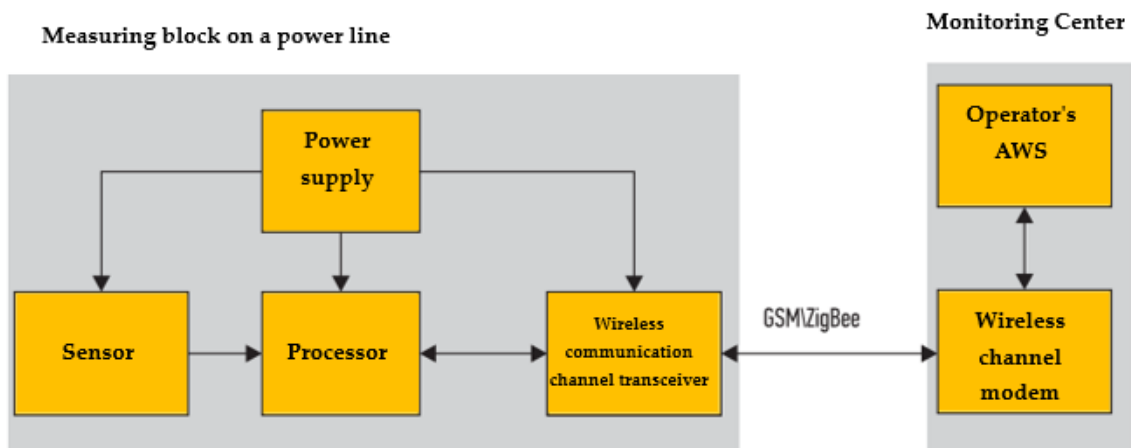 Measuring block on a power line
Monitoring Center
Power
supply
Operator's
AWS
Sensor
Processor
Wireless
communication
channel transceiver
GSM\ZigBee
Wireless
channel
modem